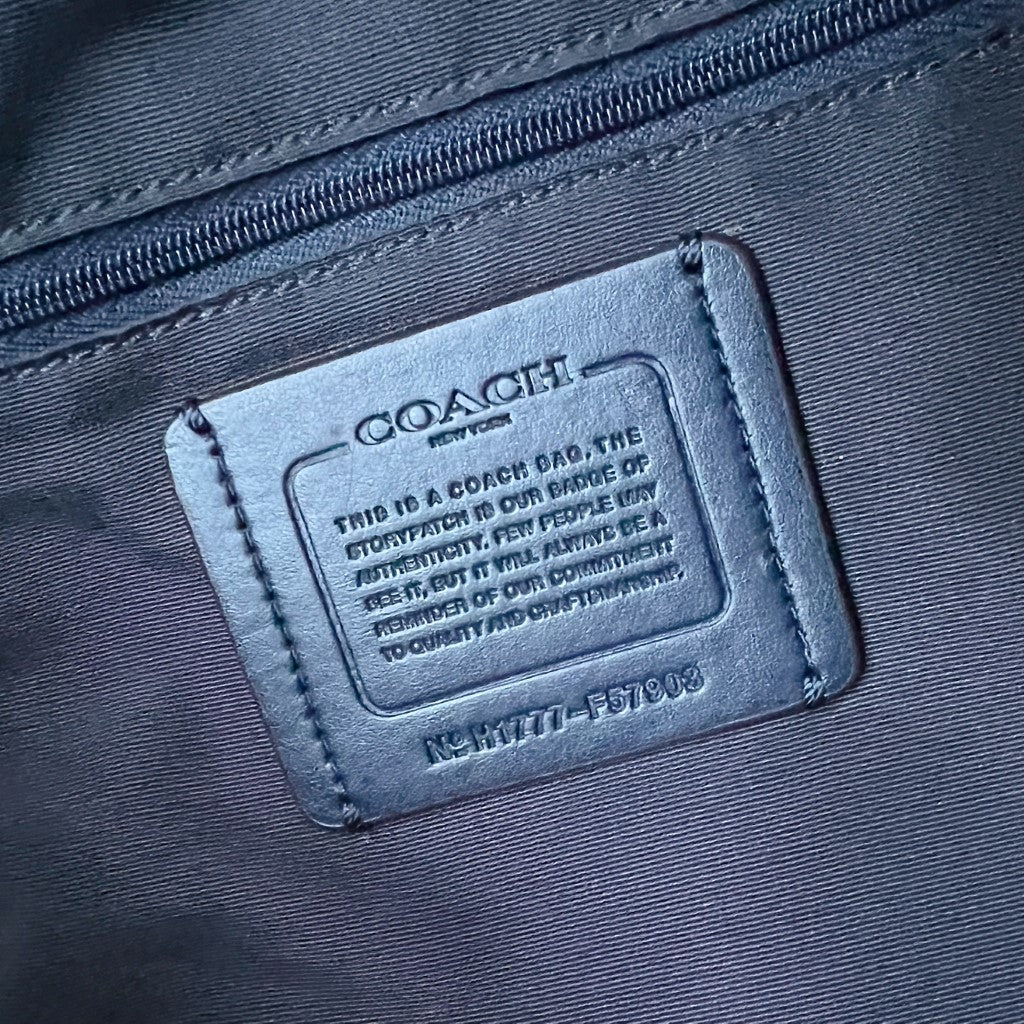 COACH
NEW YORK
THIS IS A COACH BAG. THE
STORYPATCH IS OUR BADGE OF
AUTHENTICITY. FEW PEOPLE MAY
SEE IT, BUT IT WILL ALWAYS BE A
REMINDER OF OUR COMMITMENT
TO QUALITY AND CRAFTSMANSHIP.
Nº H1777-F57903